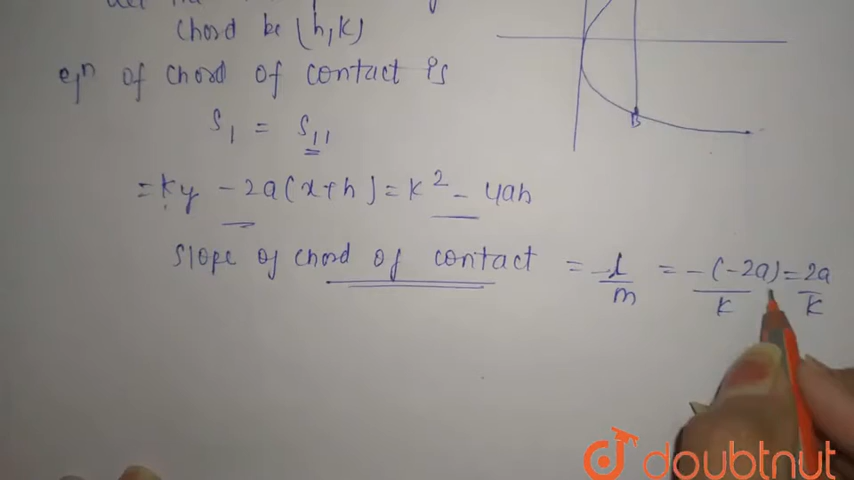 chord be (h,k)
eqn of chord of contact is
S1 = S11
= ky - 2a(x+h) = k² - 4ah
Slope of chord of contact = -l/m = -(-2a)/k = 2a/k
B
doubtnut